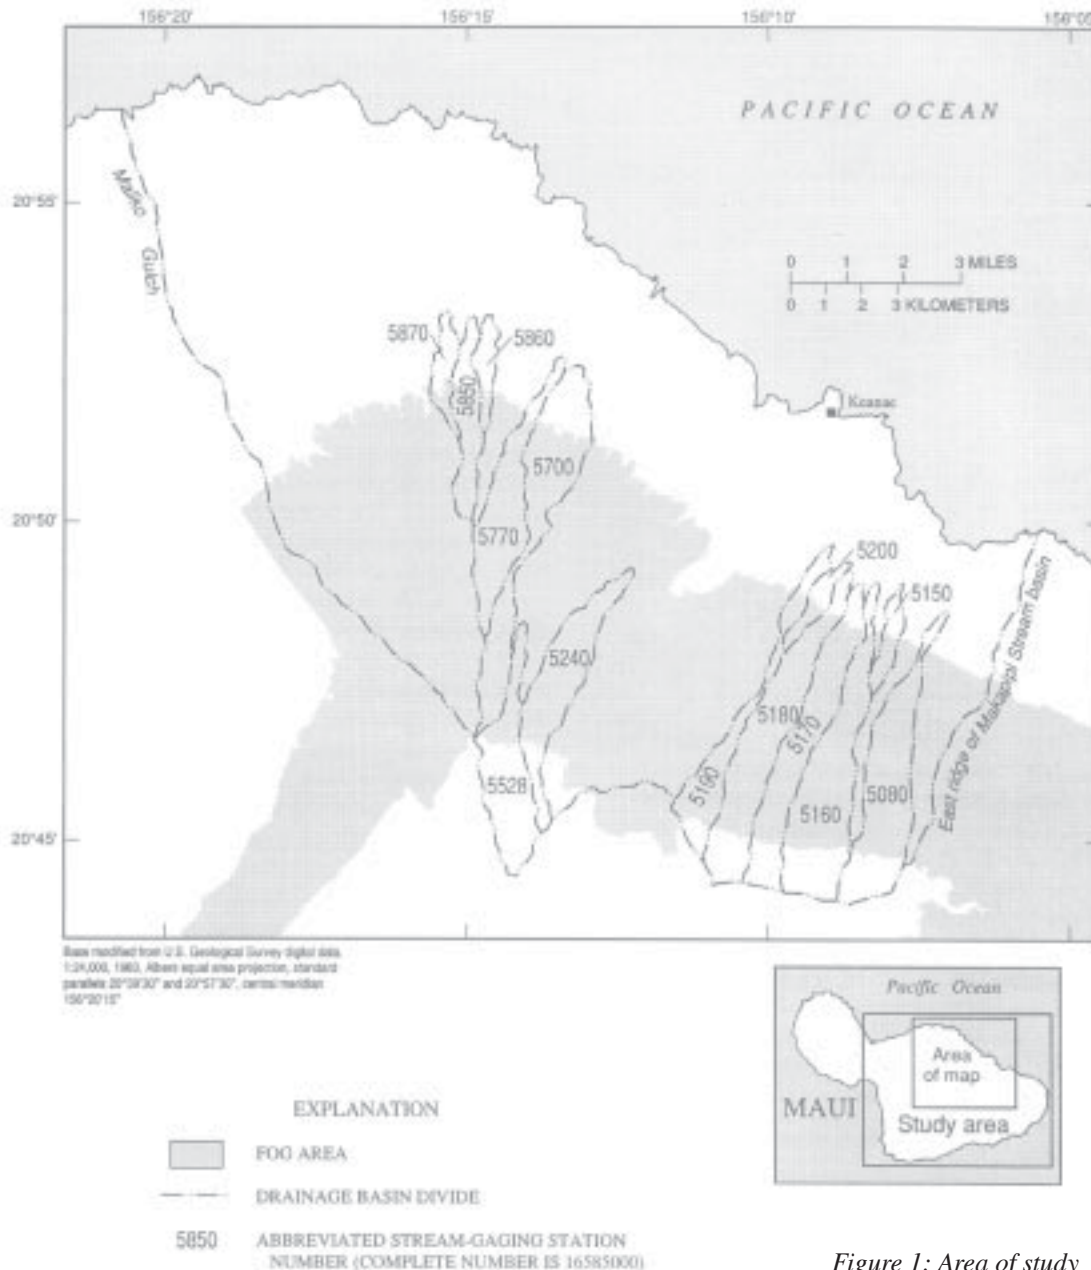 156°20'
156°15'
156°10'
156°05'
PACIFIC OCEAN
20°55'
Maliko Gulch
0 1 2 3 MILES
0 1 2 3 KILOMETERS
5870
5860
5850
Keanae
5700
20°50'
5770
5200
5150
5240
5180
5170
5190
5528
5160
5080
East ridge of Makapipi Stream basin
20°45'
Base modified from U.S. Geological Survey digital data,
1:24,000, 1983, Albers equal area projection, standard
parallels 20°39'30" and 20°57'30", central meridian
156°20'15"
Pacific Ocean
Area
of map
MAUI
Study area
EXPLANATION
FOG AREA
DRAINAGE BASIN DIVIDE
5850 ABBREVIATED STREAM-GAGING STATION
NUMBER (COMPLETE NUMBER IS 16585000)
Figure 1: Area of study